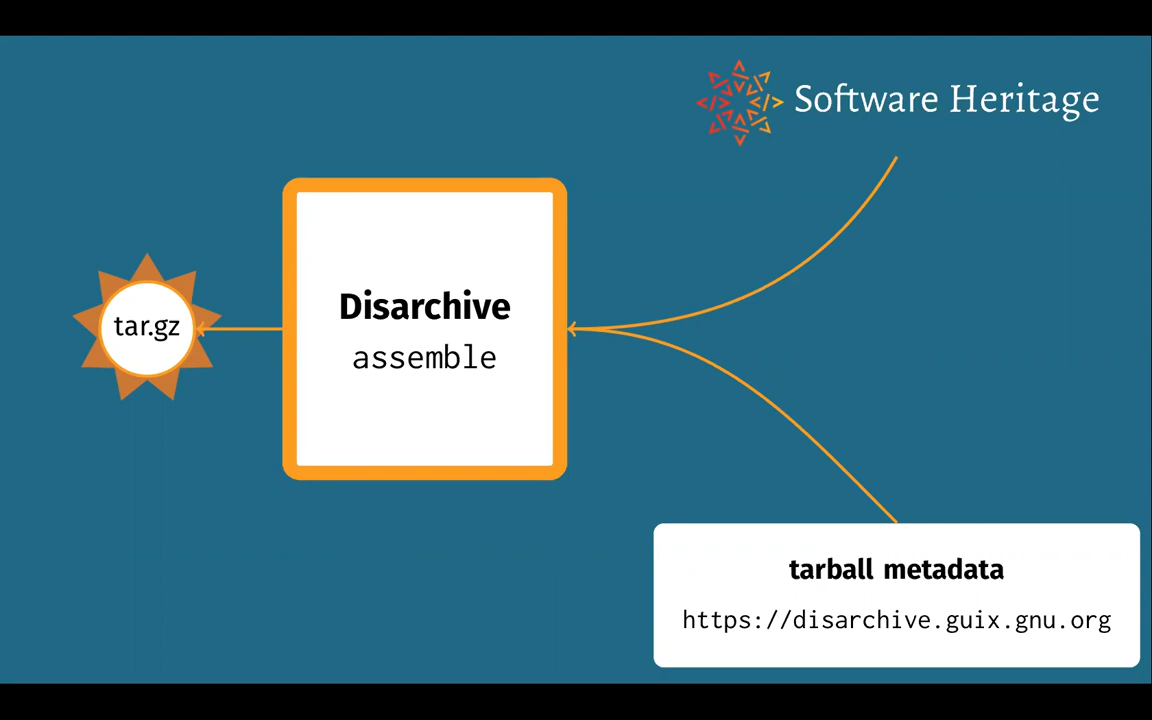 Software Heritage
Disarchive
assemble
tar.gz
tarball metadata
https://disarchive.guix.gnu.org